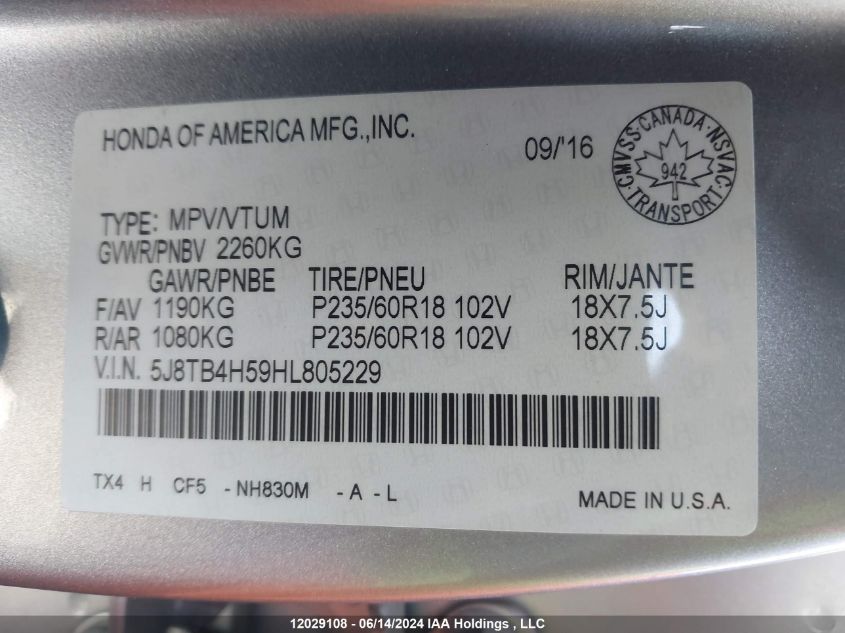 HONDA OF AMERICA MFG.,INC.
09/'16
CMVSS·CANADA·NSVAC·TRANSPORT·
942
TYPE: MPV/VTUM
GVWR/PNBV 2260KG
GAWR/PNBE TIRE/PNEU RIM/JANTE
F/AV 1190KG P235/60R18 102V 18X7.5J
R/AR 1080KG P235/60R18 102V 18X7.5J
V.I.N. 5J8TB4H59HL805229
TX4 H CF5 -NH830M -A -L
MADE IN U.S.A.
12029108 - 06/14/2024 IAA Holdings , LLC